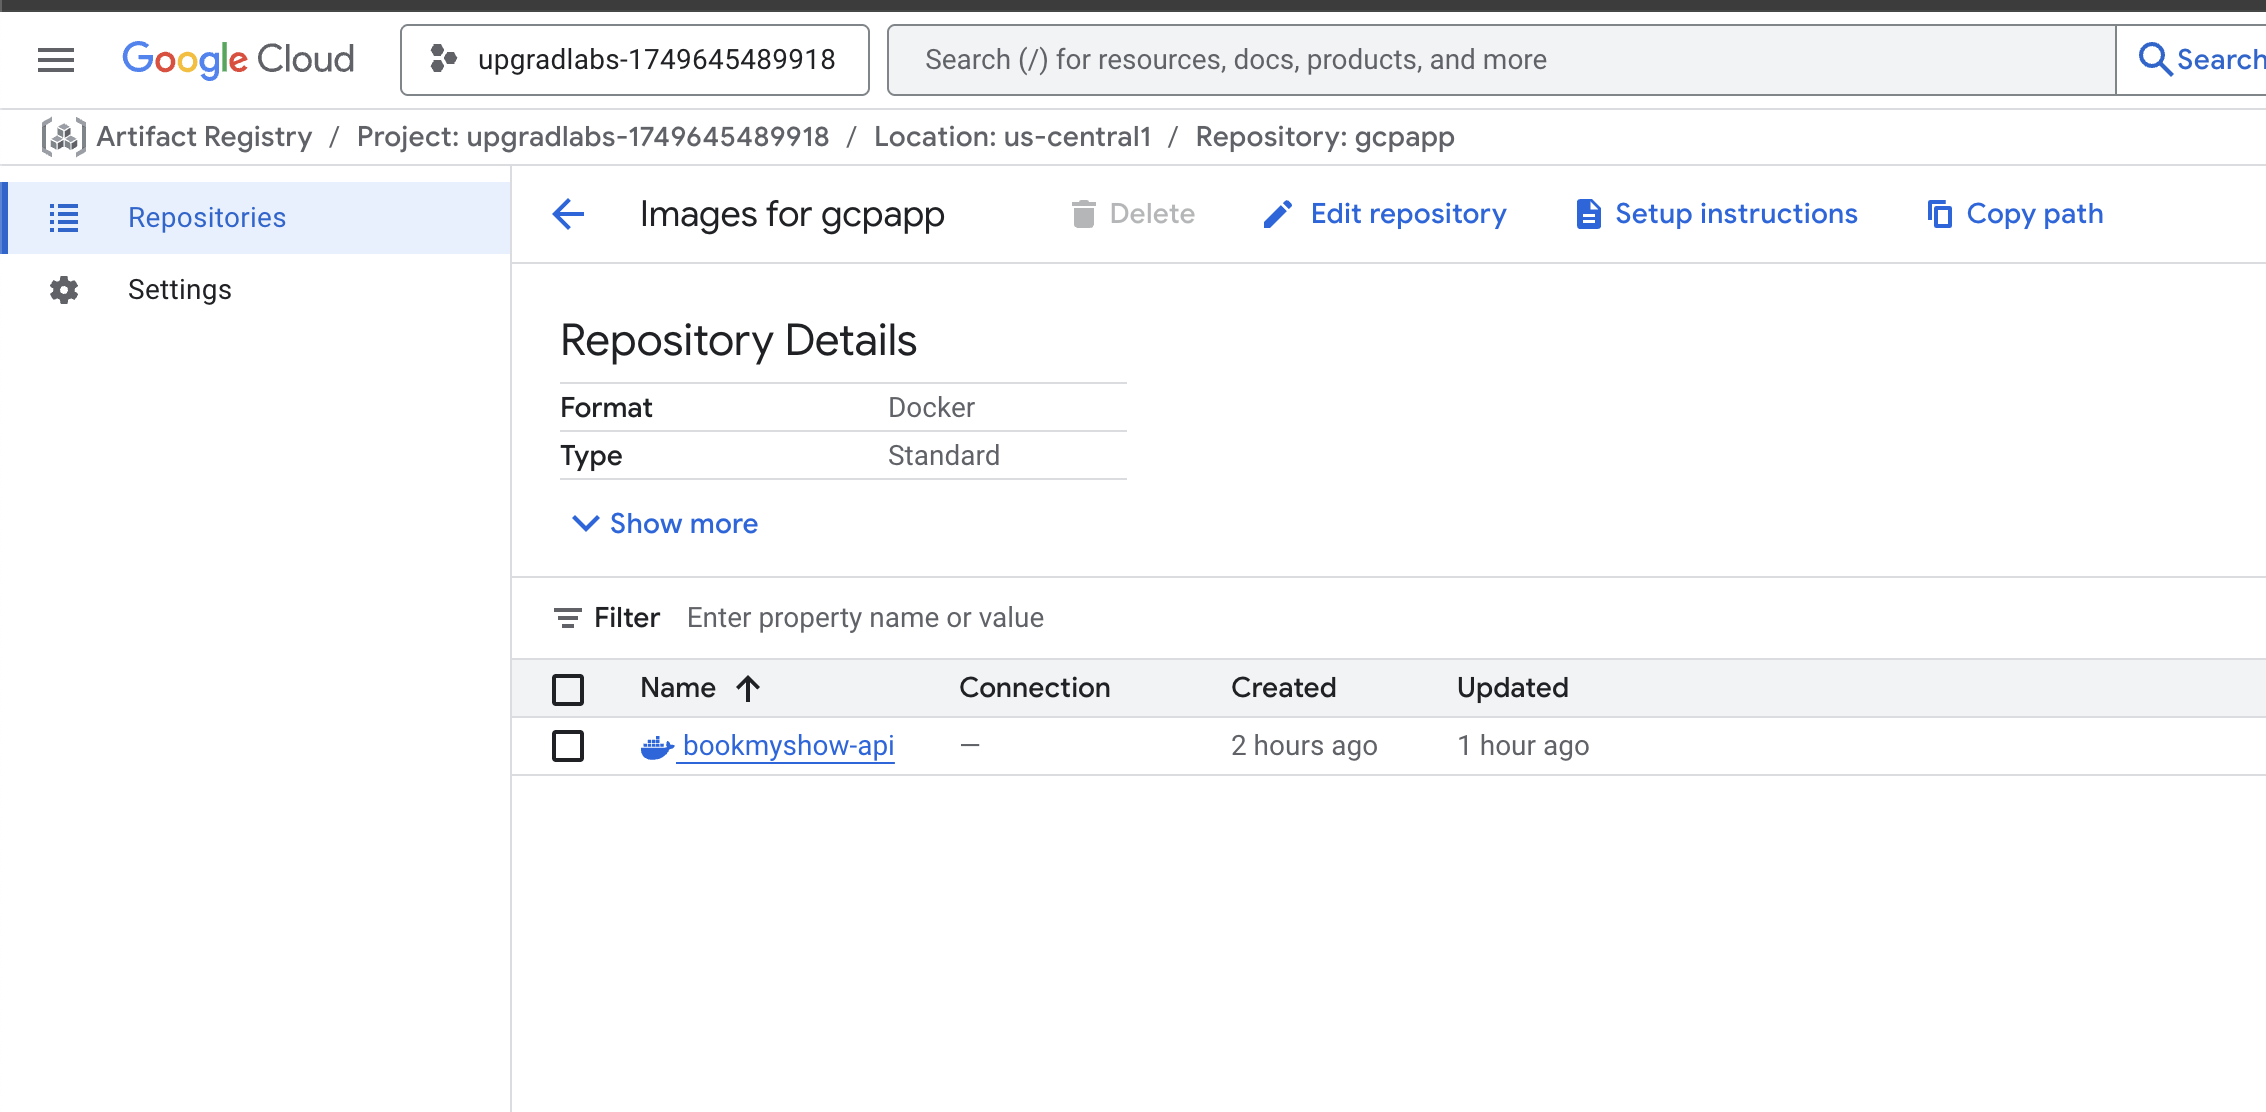 Google Cloud
upgradlabs-1749645489918
Search (/) for resources, docs, products, and more
Search
Artifact Registry / Project: upgradlabs-1749645489918 / Location: us-central1 / Repository: gcpapp
Repositories
Settings
Images for gcpapp
Delete
Edit repository
Setup instructions
Copy path
Repository Details
Format Docker
Type Standard
Show more
Filter Enter property name or value
Name Connection Created Updated
bookmyshow-api — 2 hours ago 1 hour ago